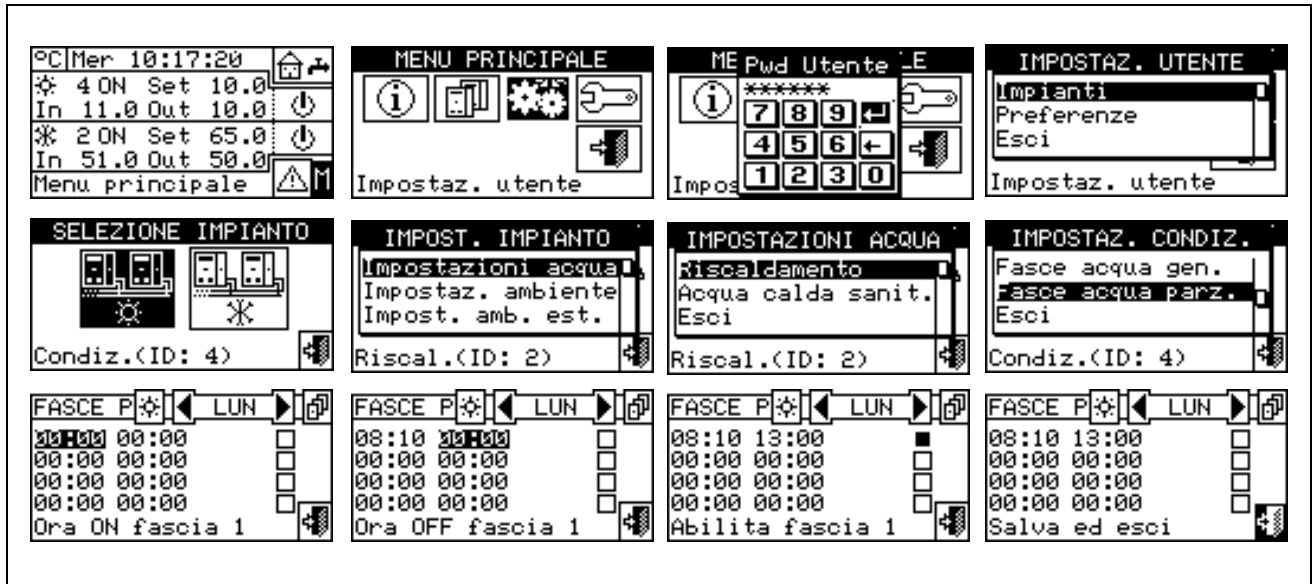 °C Mer 10:17:20
4 ON Set 10.0
In 11.0 Out 10.0
2 ON Set 65.0
In 51.0 Out 50.0
Menu principale M
MENU PRINCIPALE
Impostaz. utente
ME Pwd Utente LE
******
7 8 9
4 5 6
1 2 3 0
Impos
IMPOSTAZ. UTENTE
Impianti
Preferenze
Esci
Impostaz. utente
SELEZIONE IMPIANTO
Condiz.(ID: 4)
IMPOST. IMPIANTO
Impostazioni acqua
Impostaz. ambiente
Impost. amb. est.
Riscal.(ID: 2)
IMPOSTAZIONI ACQUA
Riscaldamento
Acqua calda sanit.
Esci
Riscal.(ID: 2)
IMPOSTAZ. CONDIZ.
Fasce acqua gen.
Fasce acqua parz.
Esci
Condiz.(ID: 4)
FASCE P LUN
00:00 00:00
00:00 00:00
00:00 00:00
00:00 00:00
Ora ON fascia 1
FASCE P LUN
08:10 00:00
00:00 00:00
00:00 00:00
00:00 00:00
Ora OFF fascia 1
FASCE P LUN
08:10 13:00
00:00 00:00
00:00 00:00
00:00 00:00
Abilita fascia 1
FASCE P LUN
08:10 13:00
00:00 00:00
00:00 00:00
00:00 00:00
Salva ed esci